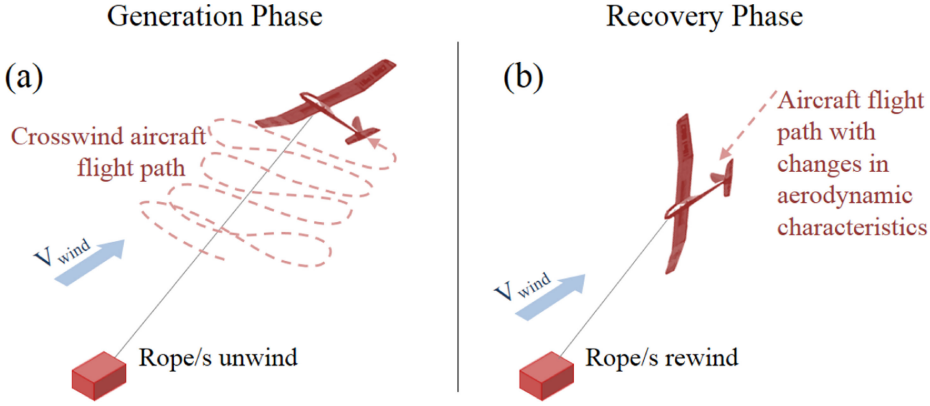 Generation Phase
(a)
Crosswind aircraft
flight path
V wind
Rope/s unwind
Recovery Phase
(b)
Aircraft flight
path with
changes in
aerodynamic
characteristics
V wind
Rope/s rewind